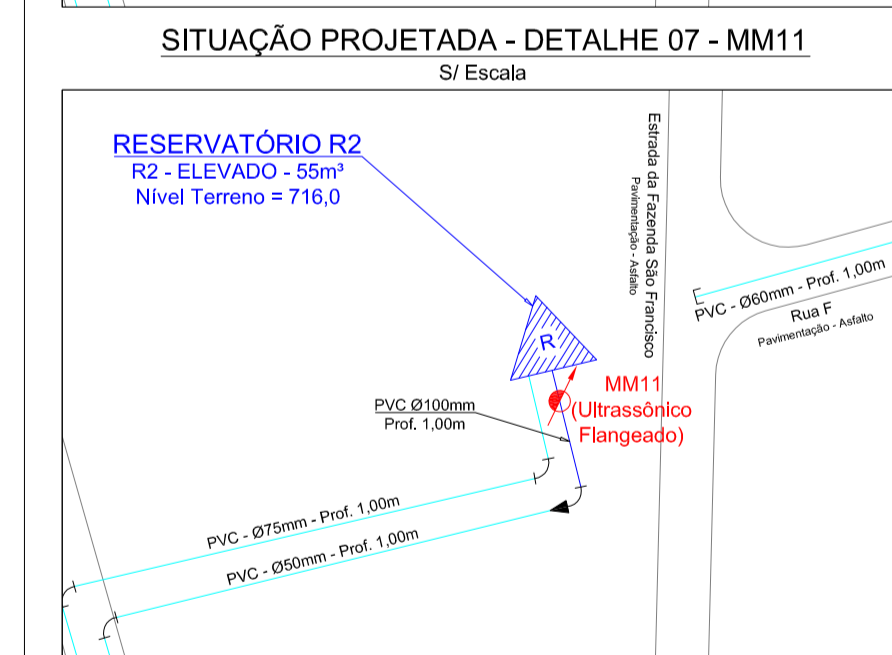 SITUAÇÃO PROJETADA - DETALHE 07 - MM11
S/ Escala
RESERVATÓRIO R2
R2 - ELEVADO - 55m³
Nível Terreno = 716,0
Estrada da Fazenda São Francisco
Pavimentação - Asfalto
PVC - Ø60mm - Prof. 1,00m
Rua F
Pavimentação - Asfalto
R
MM11
(Ultrassônico
Flangeado)
PVC Ø100mm
Prof. 1,00m
PVC - Ø75mm - Prof. 1,00m
PVC - Ø50mm - Prof. 1,00m